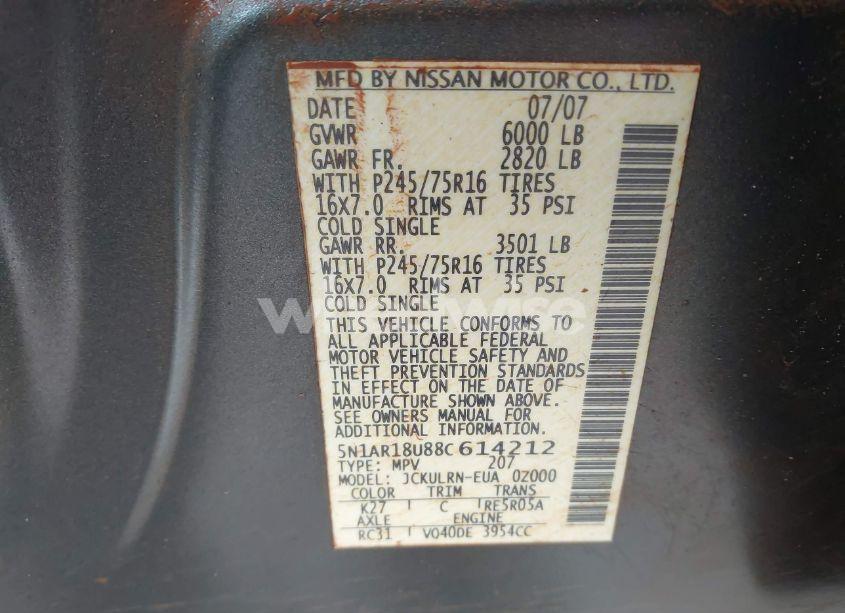 MFD BY NISSAN MOTOR CO., LTD.
DATE 07/07
GVWR 6000 LB
GAWR FR. 2820 LB
WITH P245/75R16 TIRES
16X7.0 RIMS AT 35 PSI
COLD SINGLE
GAWR RR. 3501 LB
WITH P245/75R16 TIRES
16X7.0 RIMS AT 35 PSI
COLD SINGLE
THIS VEHICLE CONFORMS TO
ALL APPLICABLE FEDERAL
MOTOR VEHICLE SAFETY AND
THEFT PREVENTION STANDARDS
IN EFFECT ON THE DATE OF
MANUFACTURE SHOWN ABOVE.
SEE OWNERS MANUAL FOR
ADDITIONAL INFORMATION.
5N1AR18U88C614212
TYPE: MPV 207
MODEL: JCKULRN-EUA 0Z000
COLOR TRIM TRANS
K27 C RE5R05A
AXLE ENGINE
RC31 VQ40DE 3954CC